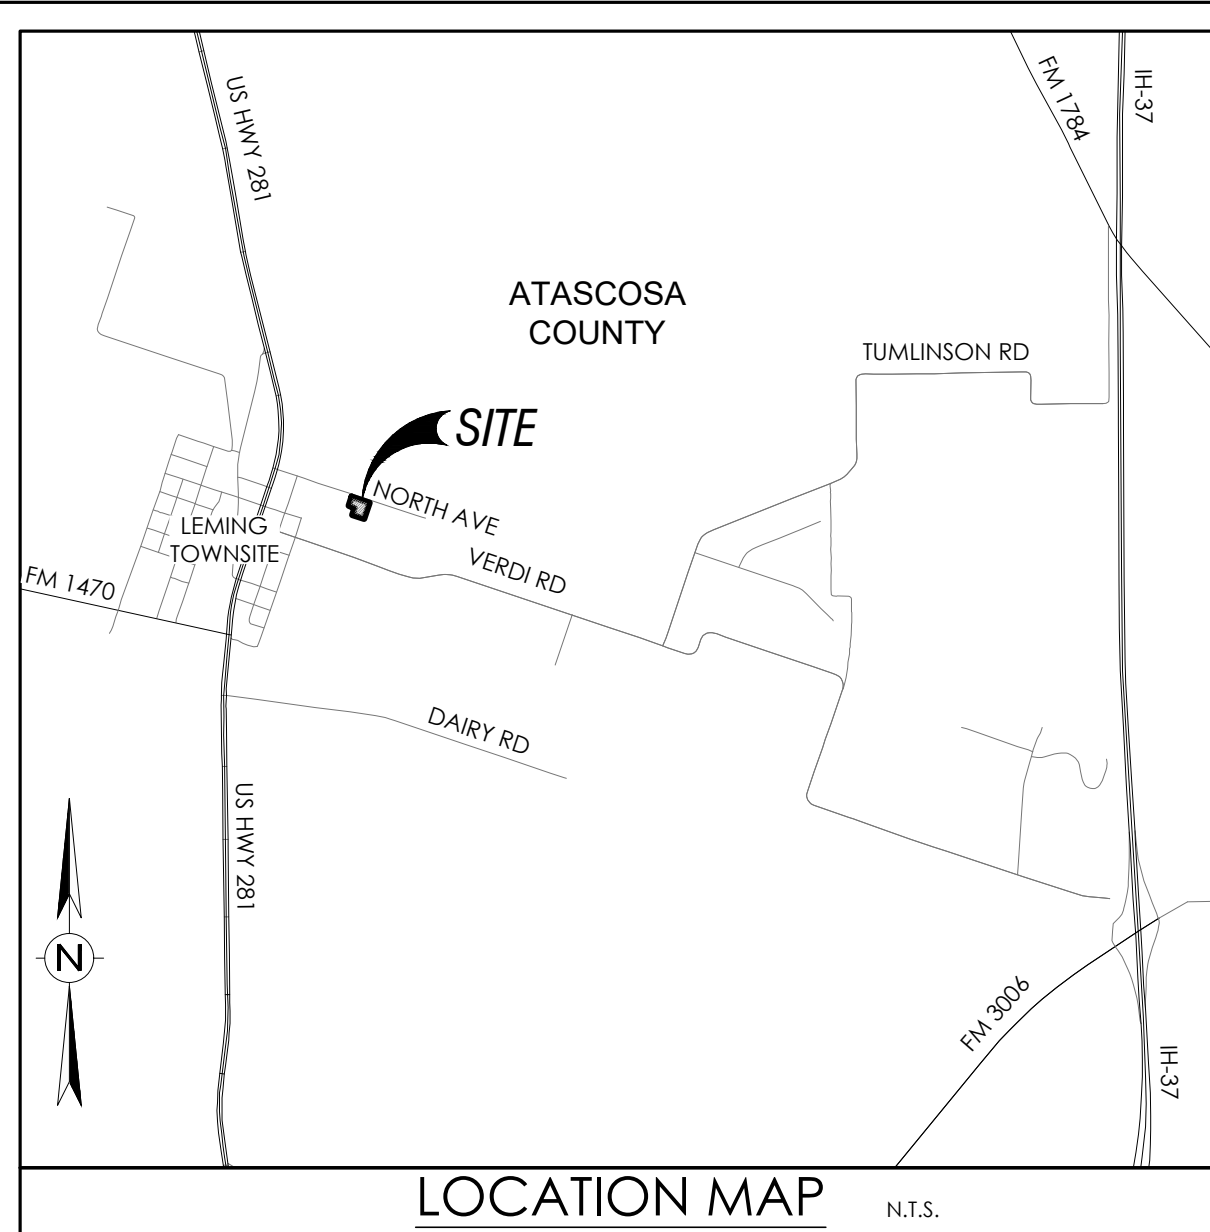 US HWY 281
FM 1784
IH-37
ATASCOSA
COUNTY
TUMLINSON RD
SITE
NORTH AVE
LEMING
TOWNSITE
VERDI RD
FM 1470
DAIRY RD
US HWY 281
N
FM 3006
IH-37
LOCATION MAP
N.T.S.